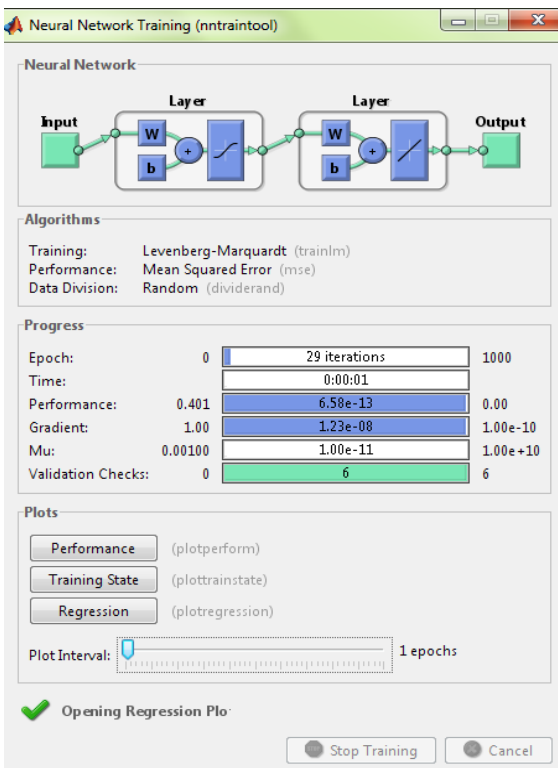 Neural Network Training (nntraintool)
Neural Network
Layer
Layer
Input
Output
W
b
+
W
b
+
Algorithms
Training: Levenberg-Marquardt (trainlm)
Performance: Mean Squared Error (mse)
Data Division: Random (dividerand)
Progress
Epoch: 0 29 iterations 1000
Time: 0:00:01
Performance: 0.401 6.58e-13 0.00
Gradient: 1.00 1.23e-08 1.00e-10
Mu: 0.00100 1.00e-11 1.00e+10
Validation Checks: 0 6 6
Plots
Performance (plotperform)
Training State (plottrainstate)
Regression (plotregression)
Plot Interval: 1 epochs
Opening Regression Plo
Stop Training Cancel